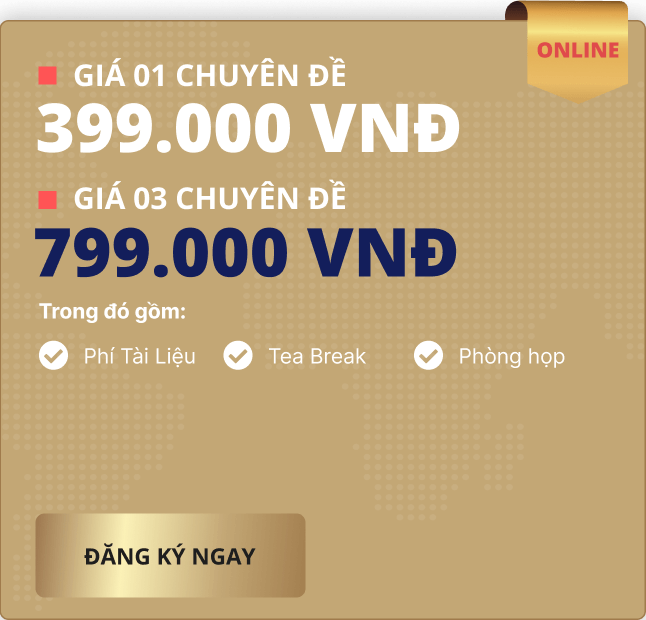 ONLINE
GIÁ 01 CHUYÊN ĐỀ
399.000 VNĐ
GIÁ 03 CHUYÊN ĐỀ
799.000 VNĐ
Trong đó gồm:
Phí Tài Liệu Tea Break Phòng họp
ĐĂNG KÝ NGAY